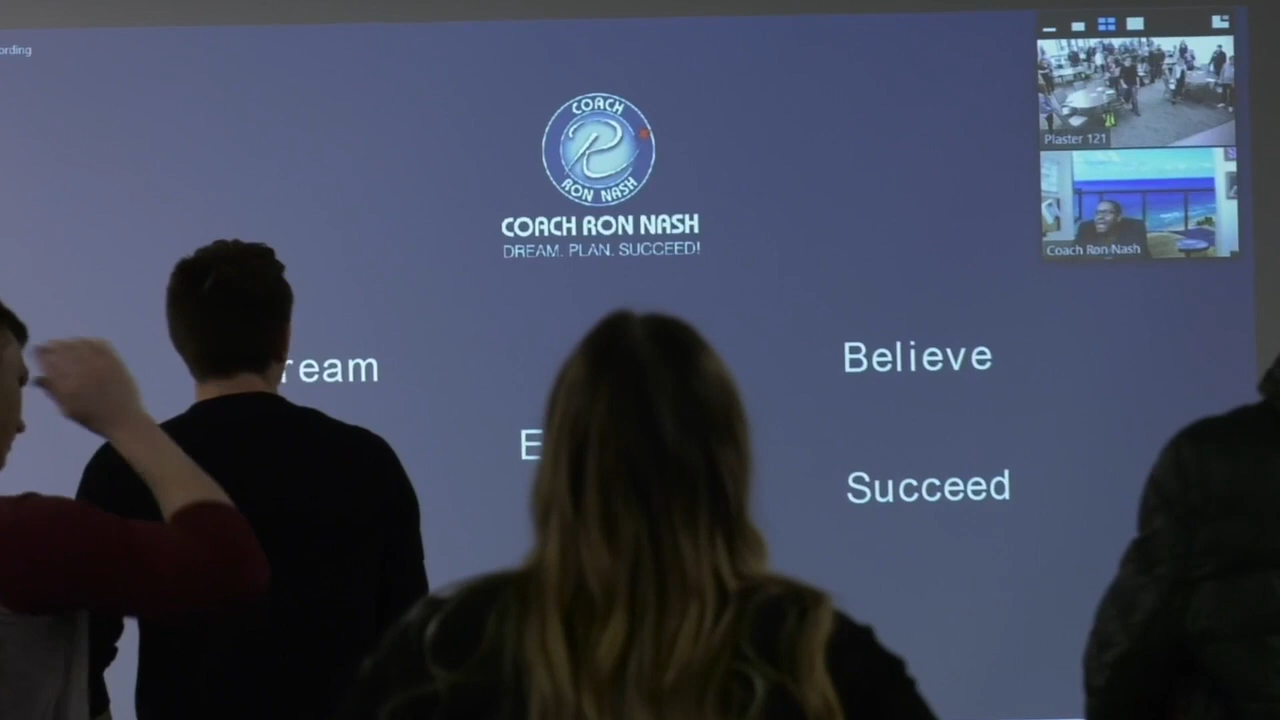 ording
COACH
RON NASH
COACH RON NASH
DREAM. PLAN. SUCCEED!
Plaster 121
Coach Ron Nash
ream
Believe
E
Succeed